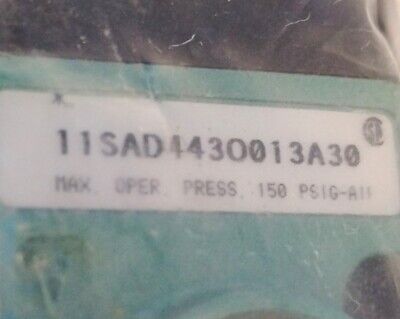 11SAD4430013A30
MAX. OPER. PRESS. 150 PSIG-AIR